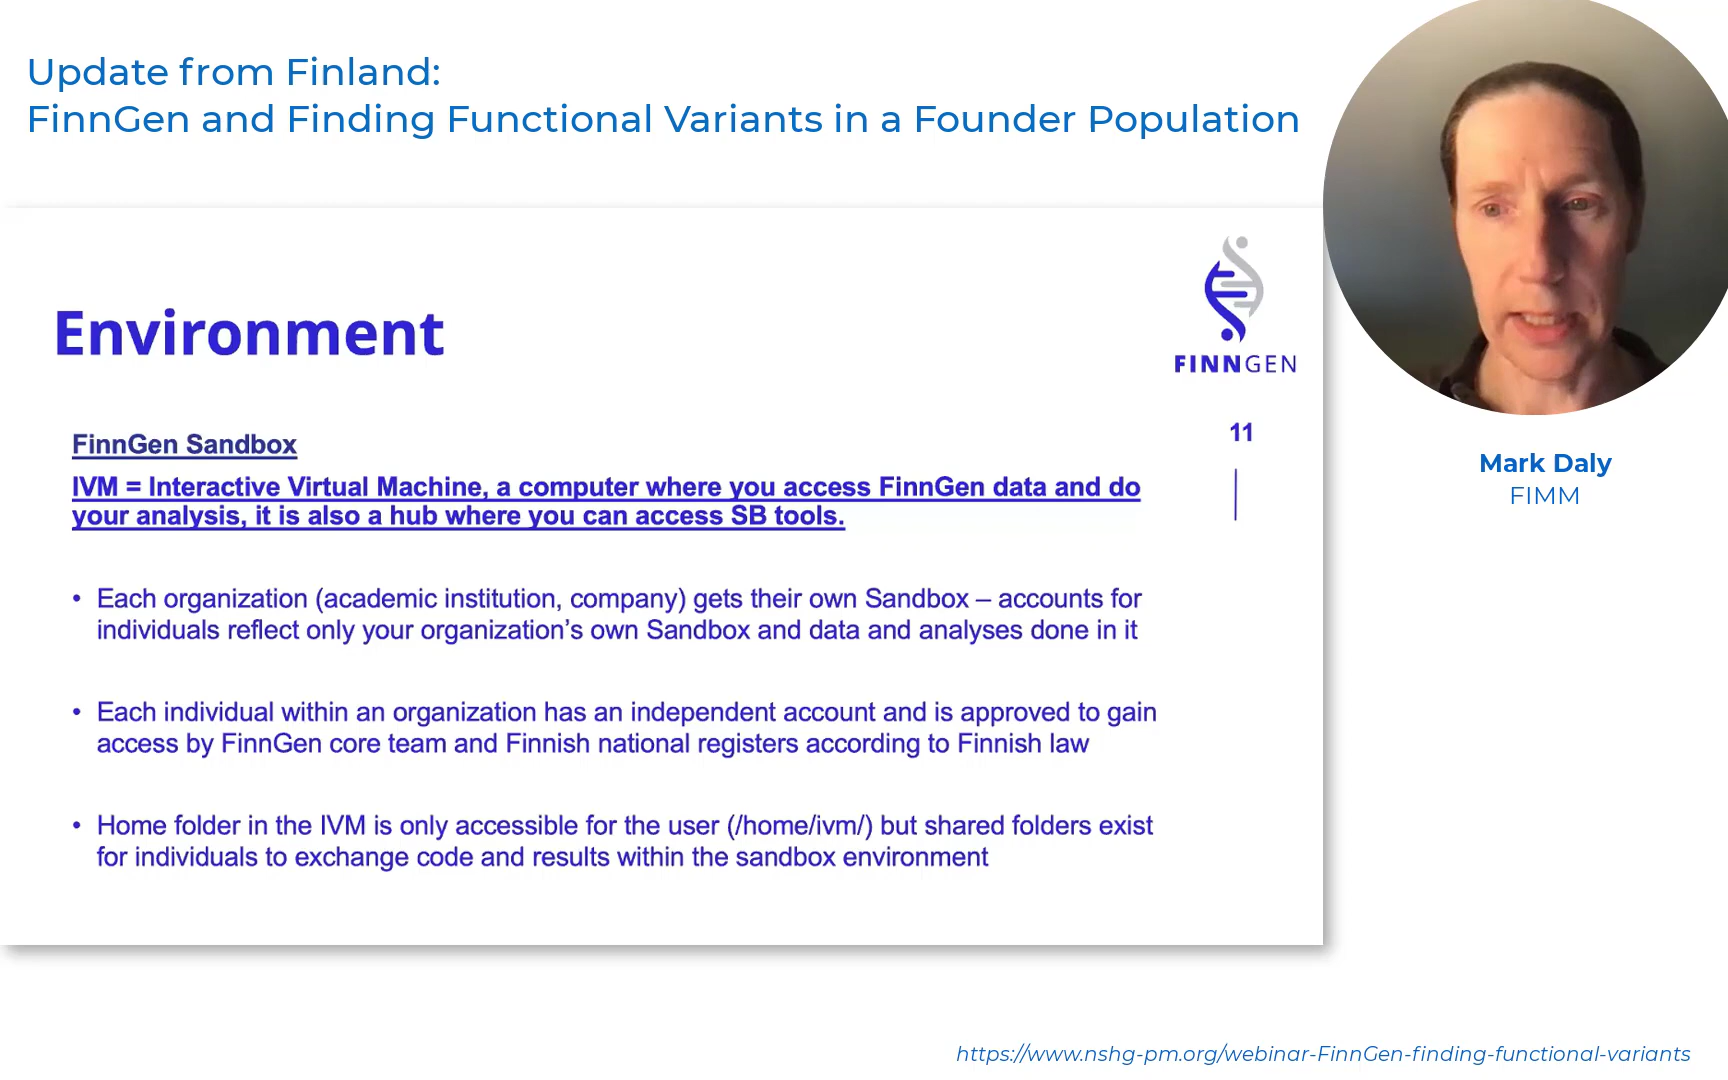 Update from Finland:
FinnGen and Finding Functional Variants in a Founder Population
Environment
FINNGEN
11
FinnGen Sandbox
IVM = Interactive Virtual Machine, a computer where you access FinnGen data and do
your analysis, it is also a hub where you can access SB tools.
• Each organization (academic institution, company) gets their own Sandbox – accounts for
individuals reflect only your organization’s own Sandbox and data and analyses done in it
• Each individual within an organization has an independent account and is approved to gain
access by FinnGen core team and Finnish national registers according to Finnish law
• Home folder in the IVM is only accessible for the user (/home/ivm/) but shared folders exist
for individuals to exchange code and results within the sandbox environment
Mark Daly
FIMM
https://www.nshg-pm.org/webinar-FinnGen-finding-functional-variants